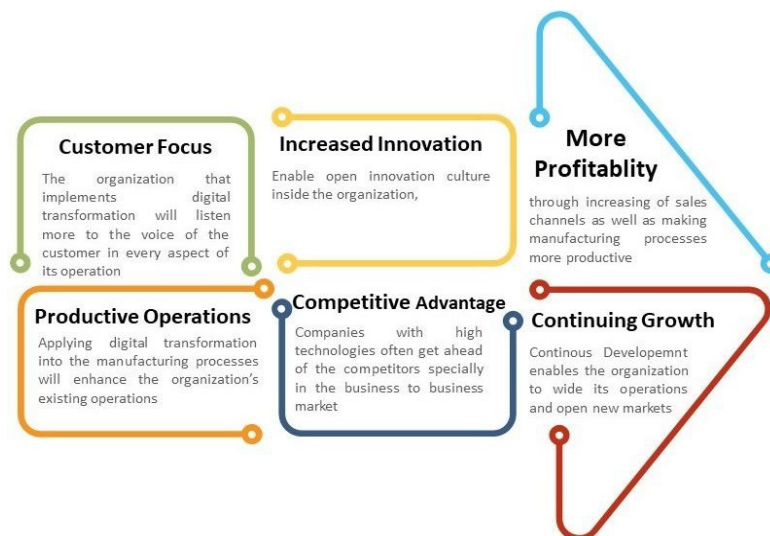 Customer Focus
The organization that
implements digital
transformation will listen
more to the voice of the
customer in every aspect of
its operation
Increased Innovation
Enable open innovation culture
inside the organization,
More
Profitablity
through increasing of sales
channels as well as making
manufacturing processes
more productive
Productive Operations
Applying digital transformation
into the manufacturing processes
will enhance the organization's
existing operations
Competitive Advantage
Companies with high
technologies often get ahead
of the competitors specially
in the business to business
market
Continuing Growth
Continous Developemnt
enables the organization
to wide its operations
and open new markets